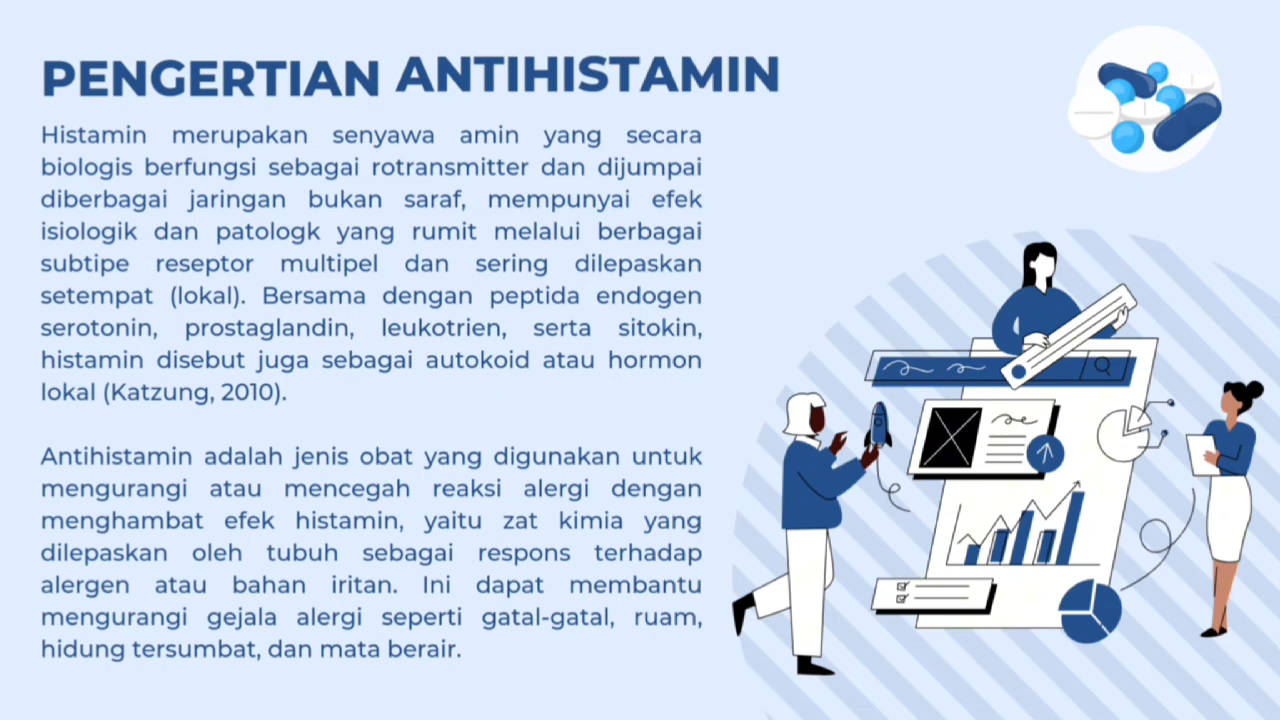 PENGERTIAN ANTIHISTAMIN
Histamin merupakan senyawa amin yang secara
biologis berfungsi sebagai rotransmitter dan dijumpai
diberbagai jaringan bukan saraf, mempunyai efek
isiologik dan patologk yang rumit melalui berbagai
subtipe reseptor multipel dan sering dilepaskan
setempat (lokal). Bersama dengan peptida endogen
serotonin, prostaglandin, leukotrien, serta sitokin,
histamin disebut juga sebagai autokoid atau hormon
lokal (Katzung, 2010).
Antihistamin adalah jenis obat yang digunakan untuk
mengurangi atau mencegah reaksi alergi dengan
menghambat efek histamin, yaitu zat kimia yang
dilepaskan oleh tubuh sebagai respons terhadap
alergen atau bahan iritan. Ini dapat membantu
mengurangi gejala alergi seperti gatal-gatal, ruam,
hidung tersumbat, dan mata berair.